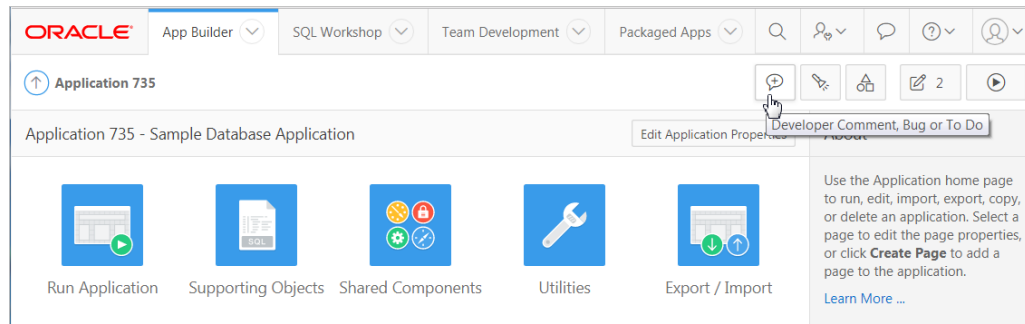 ORACLE App Builder SQL Workshop Team Development Packaged Apps
Application 735
2
Application 735 - Sample Database Application
Edit Application
Developer Comment, Bug or To Do
About
Use the Application home page
to run, edit, import, export, copy,
or delete an application. Select a
page to edit the page properties,
or click Create Page to add a
page to the application.
Learn More ...
SQL
Run Application Supporting Objects Shared Components Utilities Export / Import